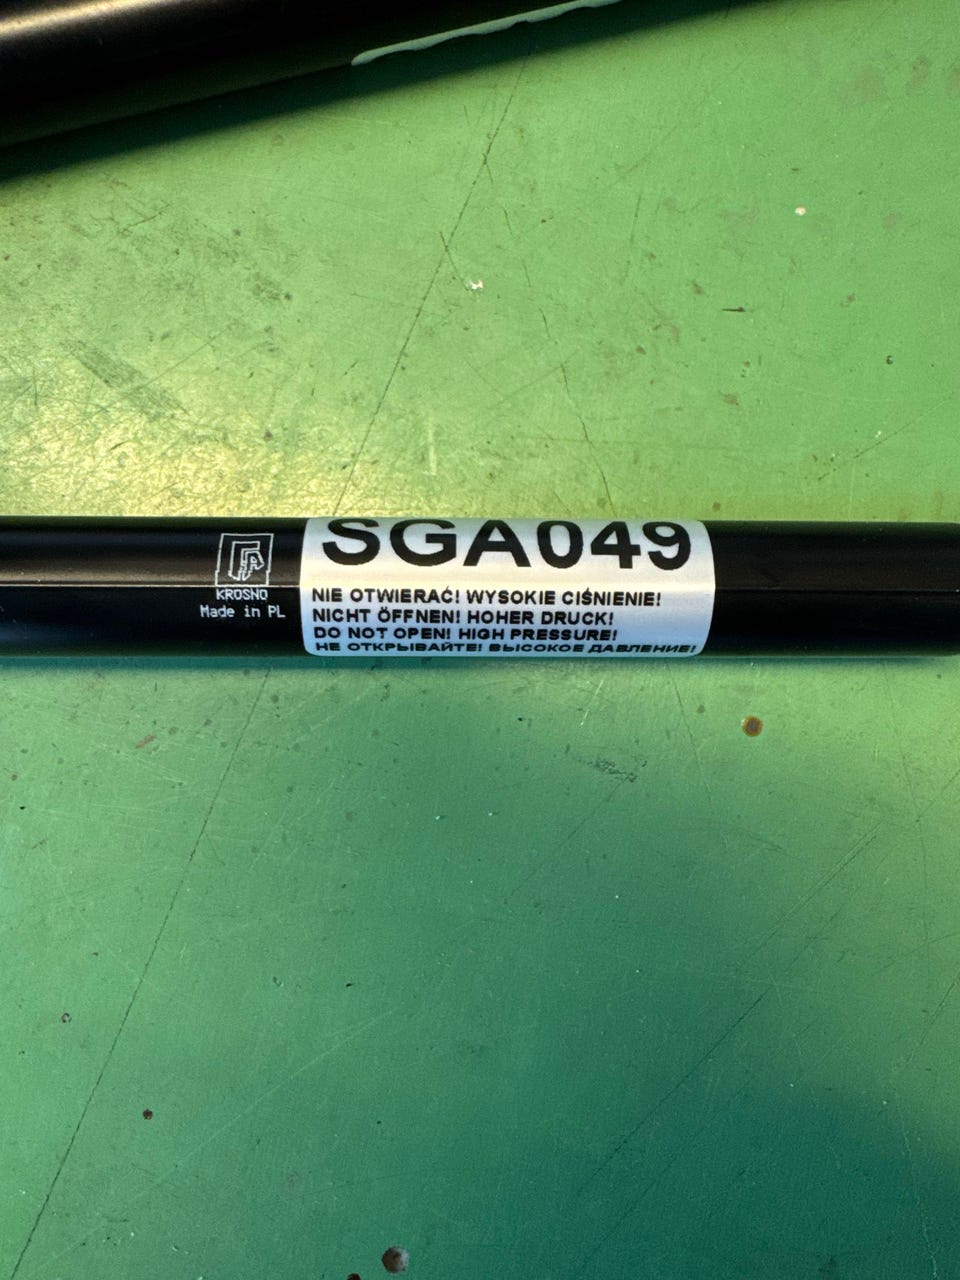 SGA049
NIE OTWIERAĆ! WYSOKIE CIŚNIENIE!
NICHT ÖFFNEN! HOHER DRUCK!
DO NOT OPEN! HIGH PRESSURE!
НЕ ОТКРЫВАЙТЕ! ВЫСОКОЕ ДАВЛЕНИЕ!
KROSNO
Made in PL